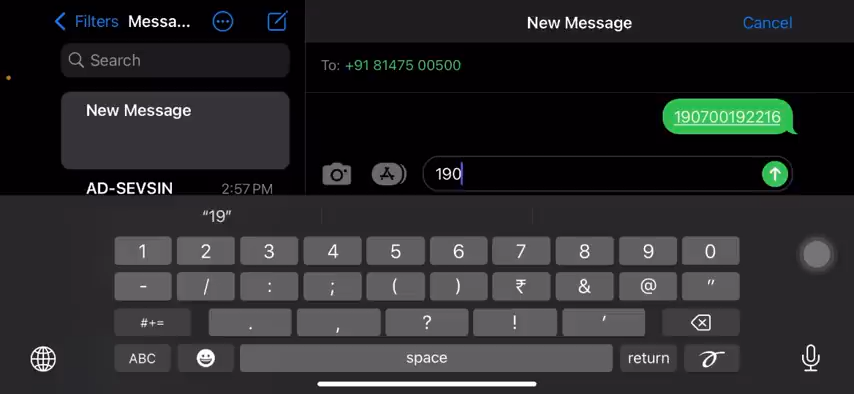 Filters Messa...
New Message
Cancel
Search
To: +91 81475 00500
New Message
190700192216
190
AD-SEVSIN 2:57 PM
“19”
1 2 3 4 5 6 7 8 9 0
- / : ; ( ) ₹ & @ "
#+= . , ? ! ’
ABC space return